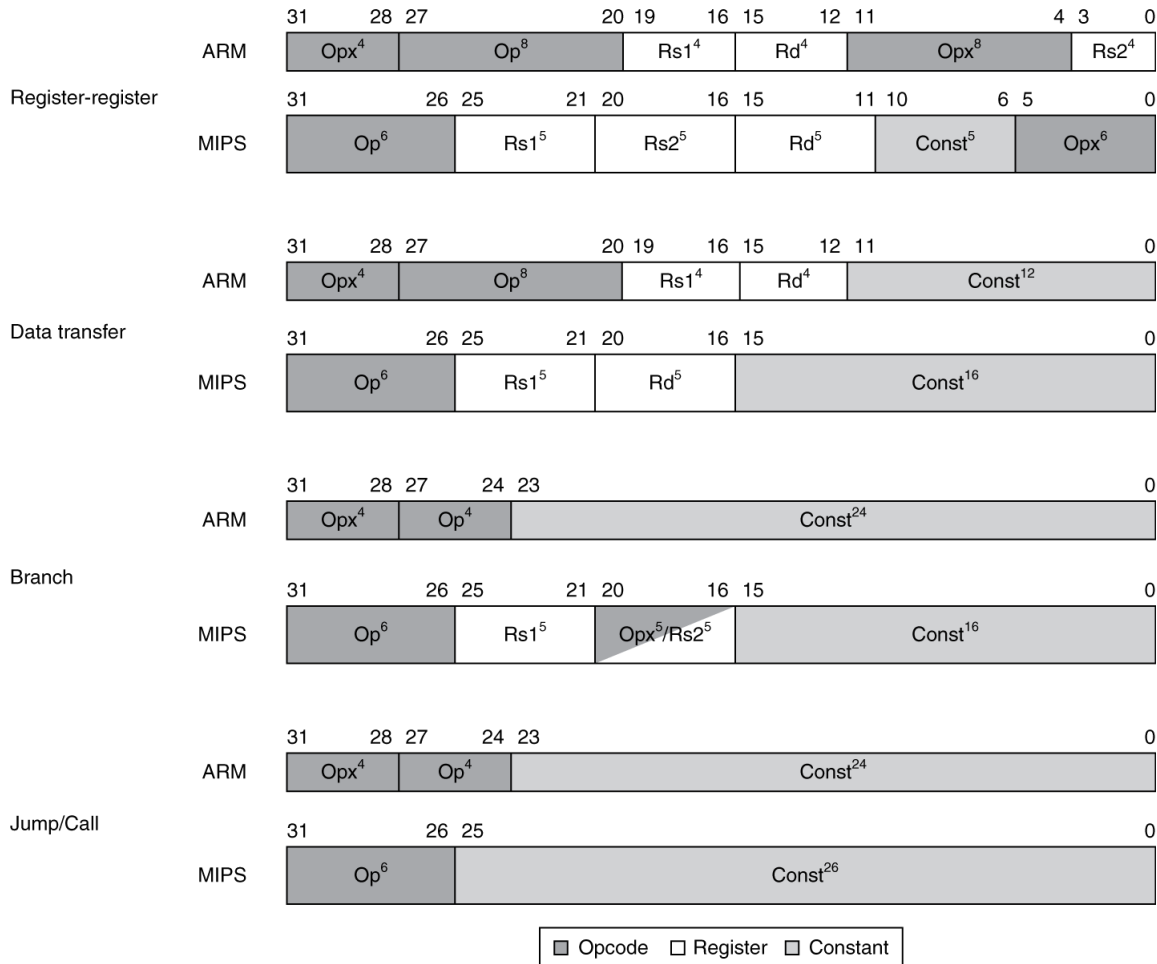 31 28 27 20 19 16 15 12 11 4 3 0
ARM Opx⁴ Op⁸ Rs1⁴ Rd⁴ Opx⁸ Rs2⁴
Register-register
31 26 25 21 20 16 15 11 10 6 5 0
MIPS Op⁶ Rs1⁵ Rs2⁵ Rd⁵ Const⁵ Opx⁶
31 28 27 20 19 16 15 12 11 0
ARM Opx⁴ Op⁸ Rs1⁴ Rd⁴ Const¹²
Data transfer
31 26 25 21 20 16 15 0
MIPS Op⁶ Rs1⁵ Rd⁵ Const¹⁶
31 28 27 24 23 0
ARM Opx⁴ Op⁴ Const²⁴
Branch
31 26 25 21 20 16 15 0
MIPS Op⁶ Rs1⁵ Opx⁵/Rs2⁵ Const¹⁶
31 28 27 24 23 0
ARM Opx⁴ Op⁴ Const²⁴
Jump/Call
31 26 25 0
MIPS Op⁶ Const²⁶
Opcode Register Constant